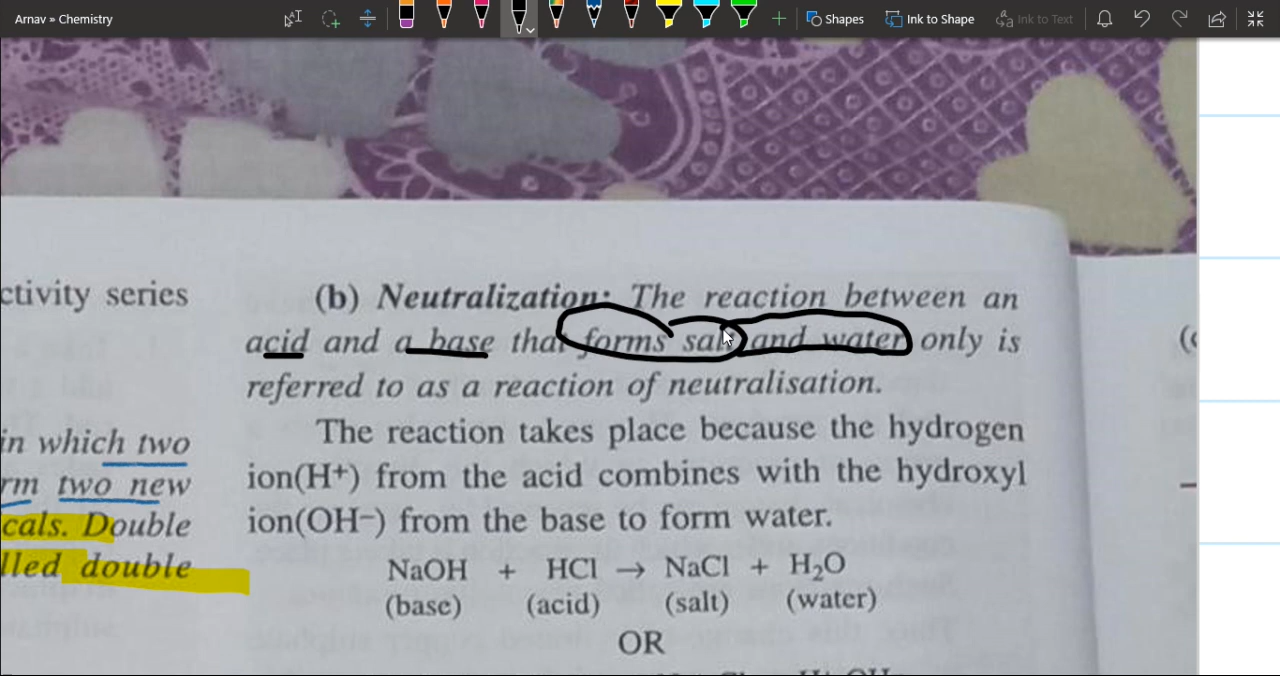 Arnav » Chemistry
Shapes
Ink to Shape
Ink to Text
ctivity series
in which two
rm two new
cals. Double
lled double
(b) Neutralization: The reaction between an
acid and a base that forms salt and water only is
referred to as a reaction of neutralisation.
The reaction takes place because the hydrogen
ion(H+) from the acid combines with the hydroxyl
ion(OH−) from the base to form water.
NaOH + HCl → NaCl + H₂O
(base) (acid) (salt) (water)
OR